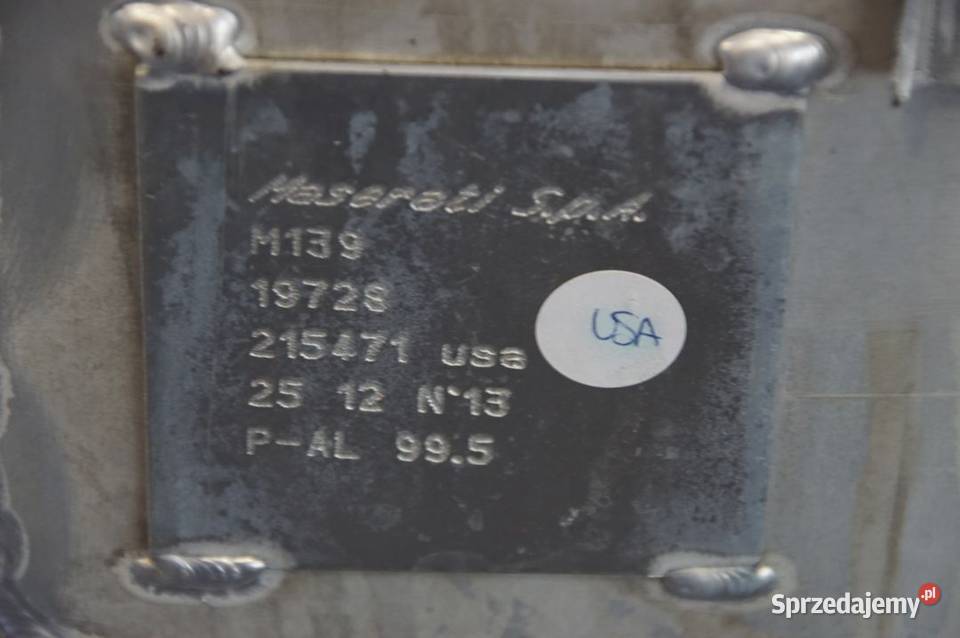 Maserati S.p.A.
M139
19728
215471 usa
25 12 N°13
P-AL 99.5
USA
Sprzedajemy.pl